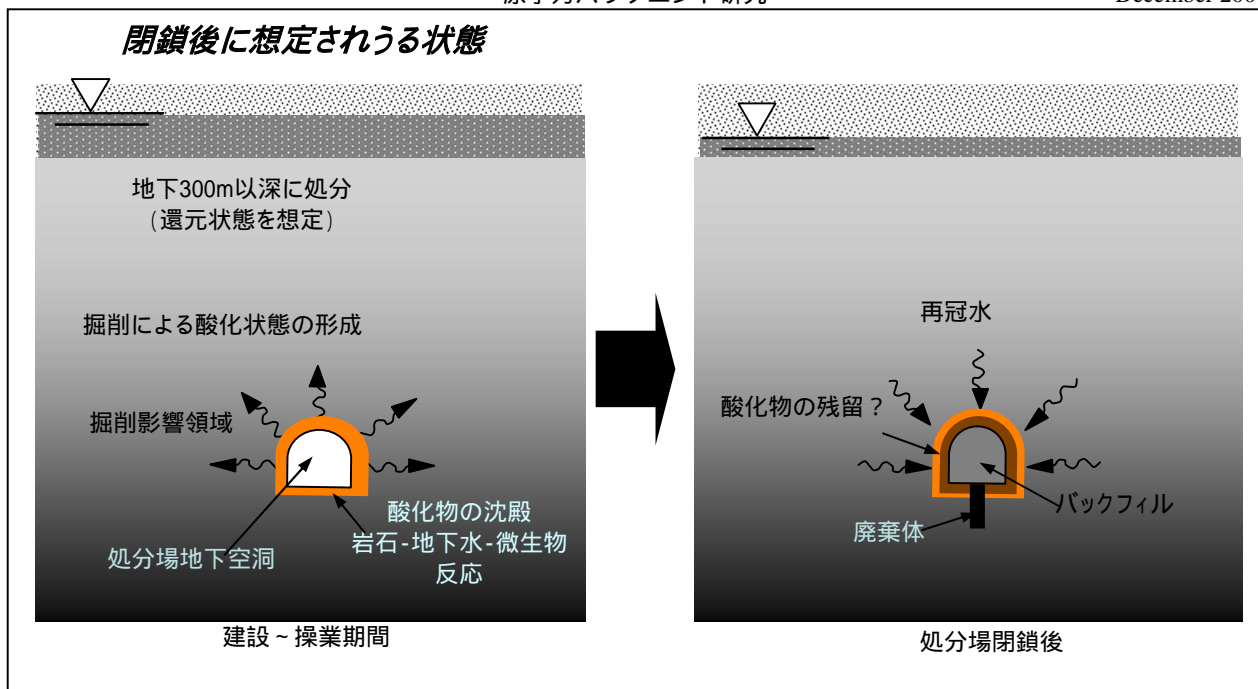 December 200
閉鎖後に想定されうる状態
地下300m以深に処分
(還元状態を想定)
掘削による酸化状態の形成
掘削影響領域
酸化物の沈殿
岩石-地下水-微生物
反応
処分場地下空洞
建設~操業期間
再冠水
酸化物の残留?
バックフィル
廃棄体
処分場閉鎖後